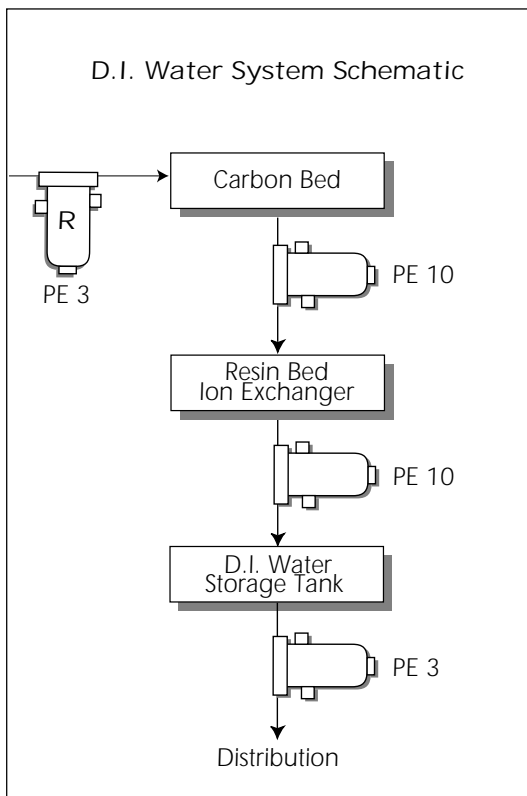 D.I. Water System Schematic
Carbon Bed
R
PE 3
PE 10
Resin Bed
Ion Exchanger
PE 10
D.I. Water
Storage Tank
PE 3
Distribution